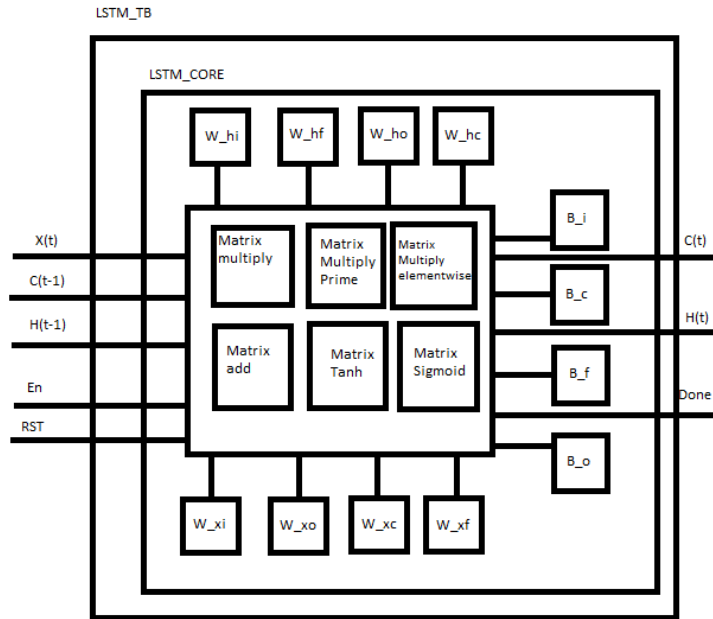 LSTM_TB
LSTM_CORE
W_hi
W_hf
W_ho
W_hc
X(t)
C(t-1)
H(t-1)
En
RST
Matrix
multiply
Matrix
Multiply
Prime
Matrix
Multiply
elementwise
Matrix
add
Matrix
Tanh
Matrix
Sigmoid
B_i
B_c
B_f
B_o
C(t)
H(t)
Done
W_xi
W_xo
W_xc
W_xf